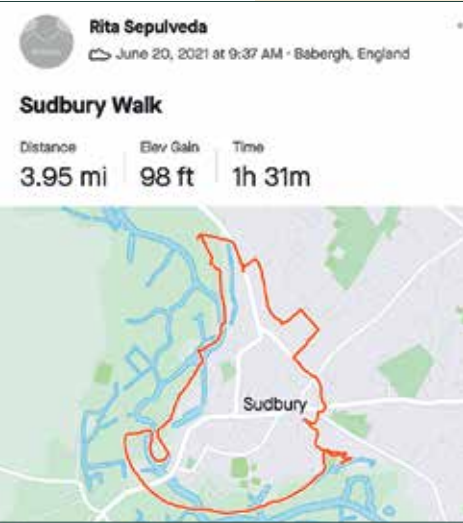 Rita Sepulveda
June 20, 2021 at 9:37 AM · Babergh, England
Sudbury Walk
Distance Elev Gain Time
3.95 mi 98 ft 1h 31m
Sudbury